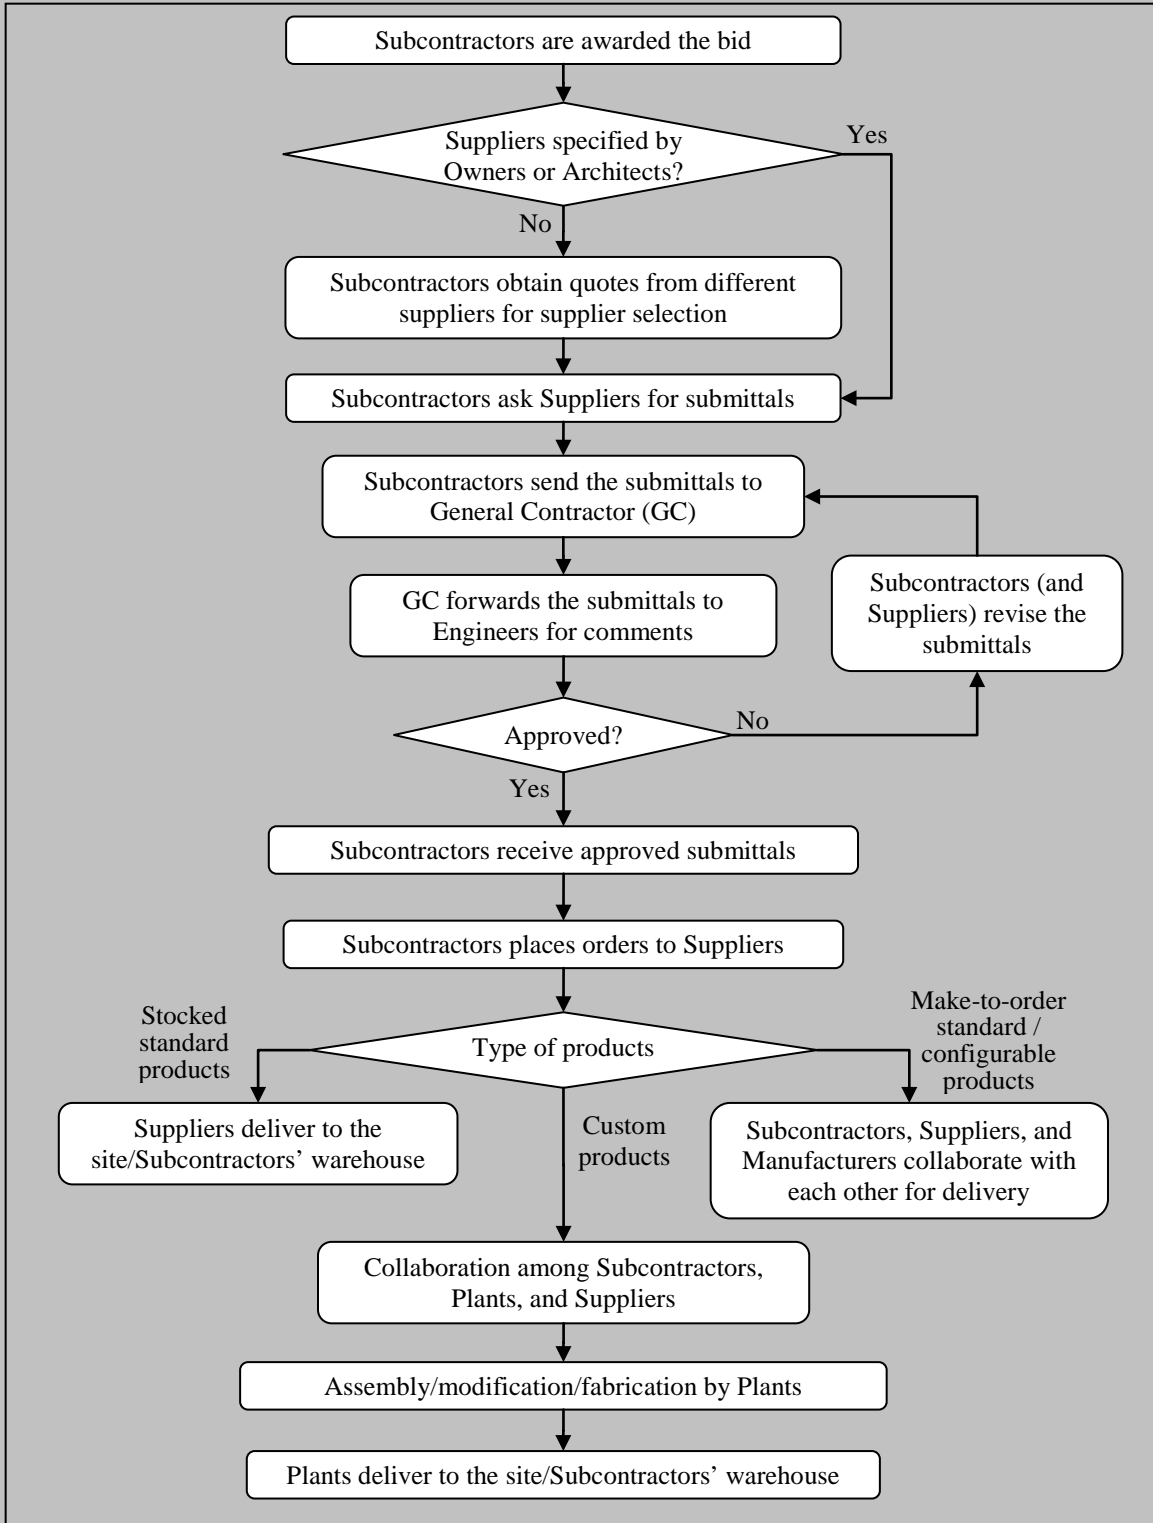 Subcontractors are awarded the bid
Suppliers specified by
Owners or Architects?
Yes
No
Subcontractors obtain quotes from different
suppliers for supplier selection
Subcontractors ask Suppliers for submittals
Subcontractors send the submittals to
General Contractor (GC)
GC forwards the submittals to
Engineers for comments
Subcontractors (and
Suppliers) revise the
submittals
Approved?
No
Yes
Subcontractors receive approved submittals
Subcontractors places orders to Suppliers
Type of products
Stocked
standard
products
Make-to-order
standard /
configurable
products
Suppliers deliver to the
site/Subcontractors’ warehouse
Custom
products
Subcontractors, Suppliers, and
Manufacturers collaborate with
each other for delivery
Collaboration among Subcontractors,
Plants, and Suppliers
Assembly/modification/fabrication by Plants
Plants deliver to the site/Subcontractors’ warehouse